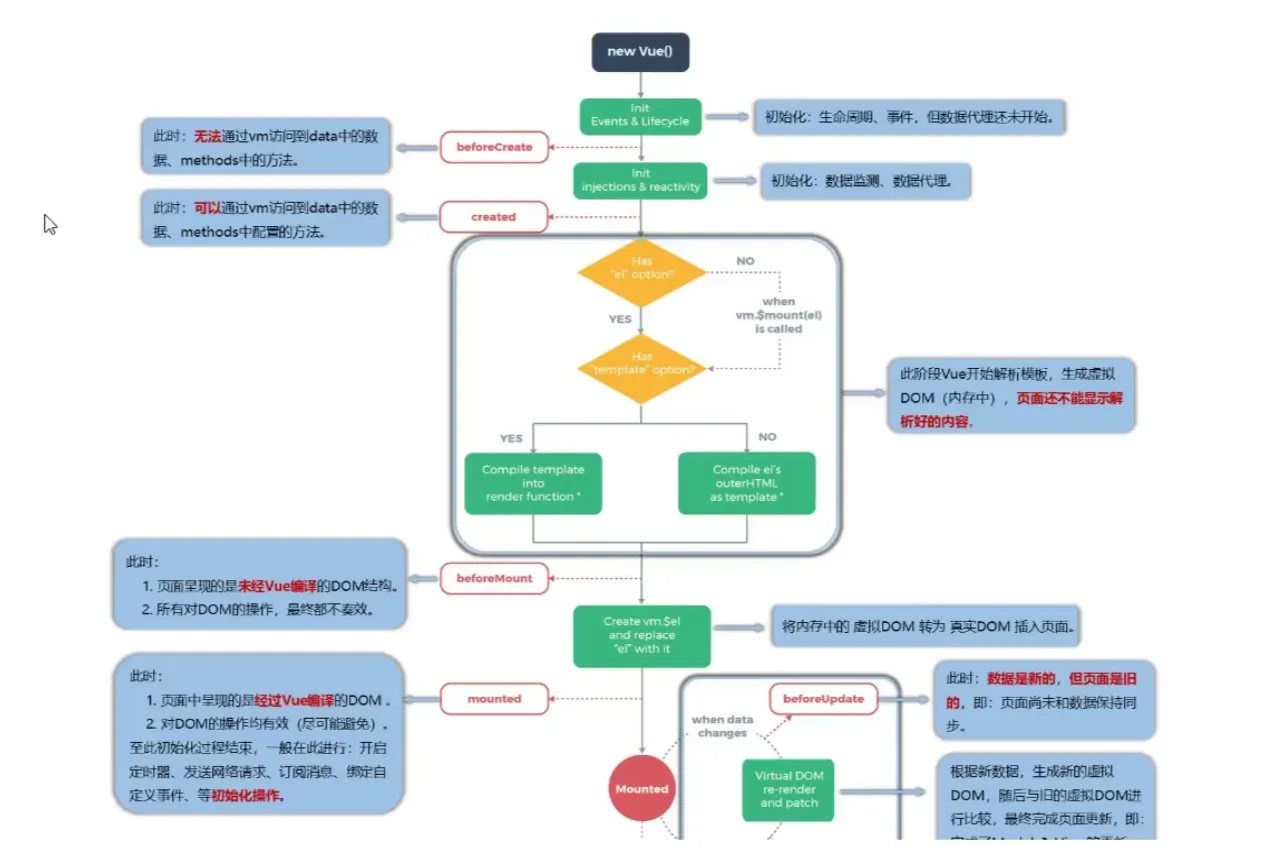 new Vue()
Init
Events & Lifecycle
初始化：生命周期、事件，但数据代理还未开始。
此时：无法通过vm访问到data中的数
据、methods中的方法。
beforeCreate
Init
injections & reactivity
初始化：数据监测、数据代理。
此时：可以通过vm访问到data中的数
据、methods中配置的方法。
created
Has
"el" option?
NO
when
vm.$mount(el)
is called
YES
Has
"template" option?
此阶段Vue开始解析模板，生成虚拟
DOM（内存中），页面还不能显示解
析好的内容。
YES
NO
Compile template
into
render function *
Compile el's
outerHTML
as template *
此时：
1. 页面呈现的是未经Vue编译的DOM结构。
2. 所有对DOM的操作，最终都不奏效。
beforeMount
Create vm.$el
and replace
"el" with it
将内存中的 虚拟DOM 转为 真实DOM 插入页面。
此时：
1. 页面中呈现的是经过Vue编译的DOM 。
2. 对DOM的操作均有效（尽可能避免）。
至此初始化过程结束，一般在此进行：开启
定时器、发送网络请求、订阅消息、绑定自
定义事件、等初始化操作。
mounted
beforeUpdate
此时：数据是新的，但页面是旧
的，即：页面尚未和数据保持同
步。
when data
changes
Mounted
Virtual DOM
re-render
and patch
根据新数据，生成新的虚拟
DOM，随后与旧的虚拟DOM进
行比较，最终完成页面更新，即：